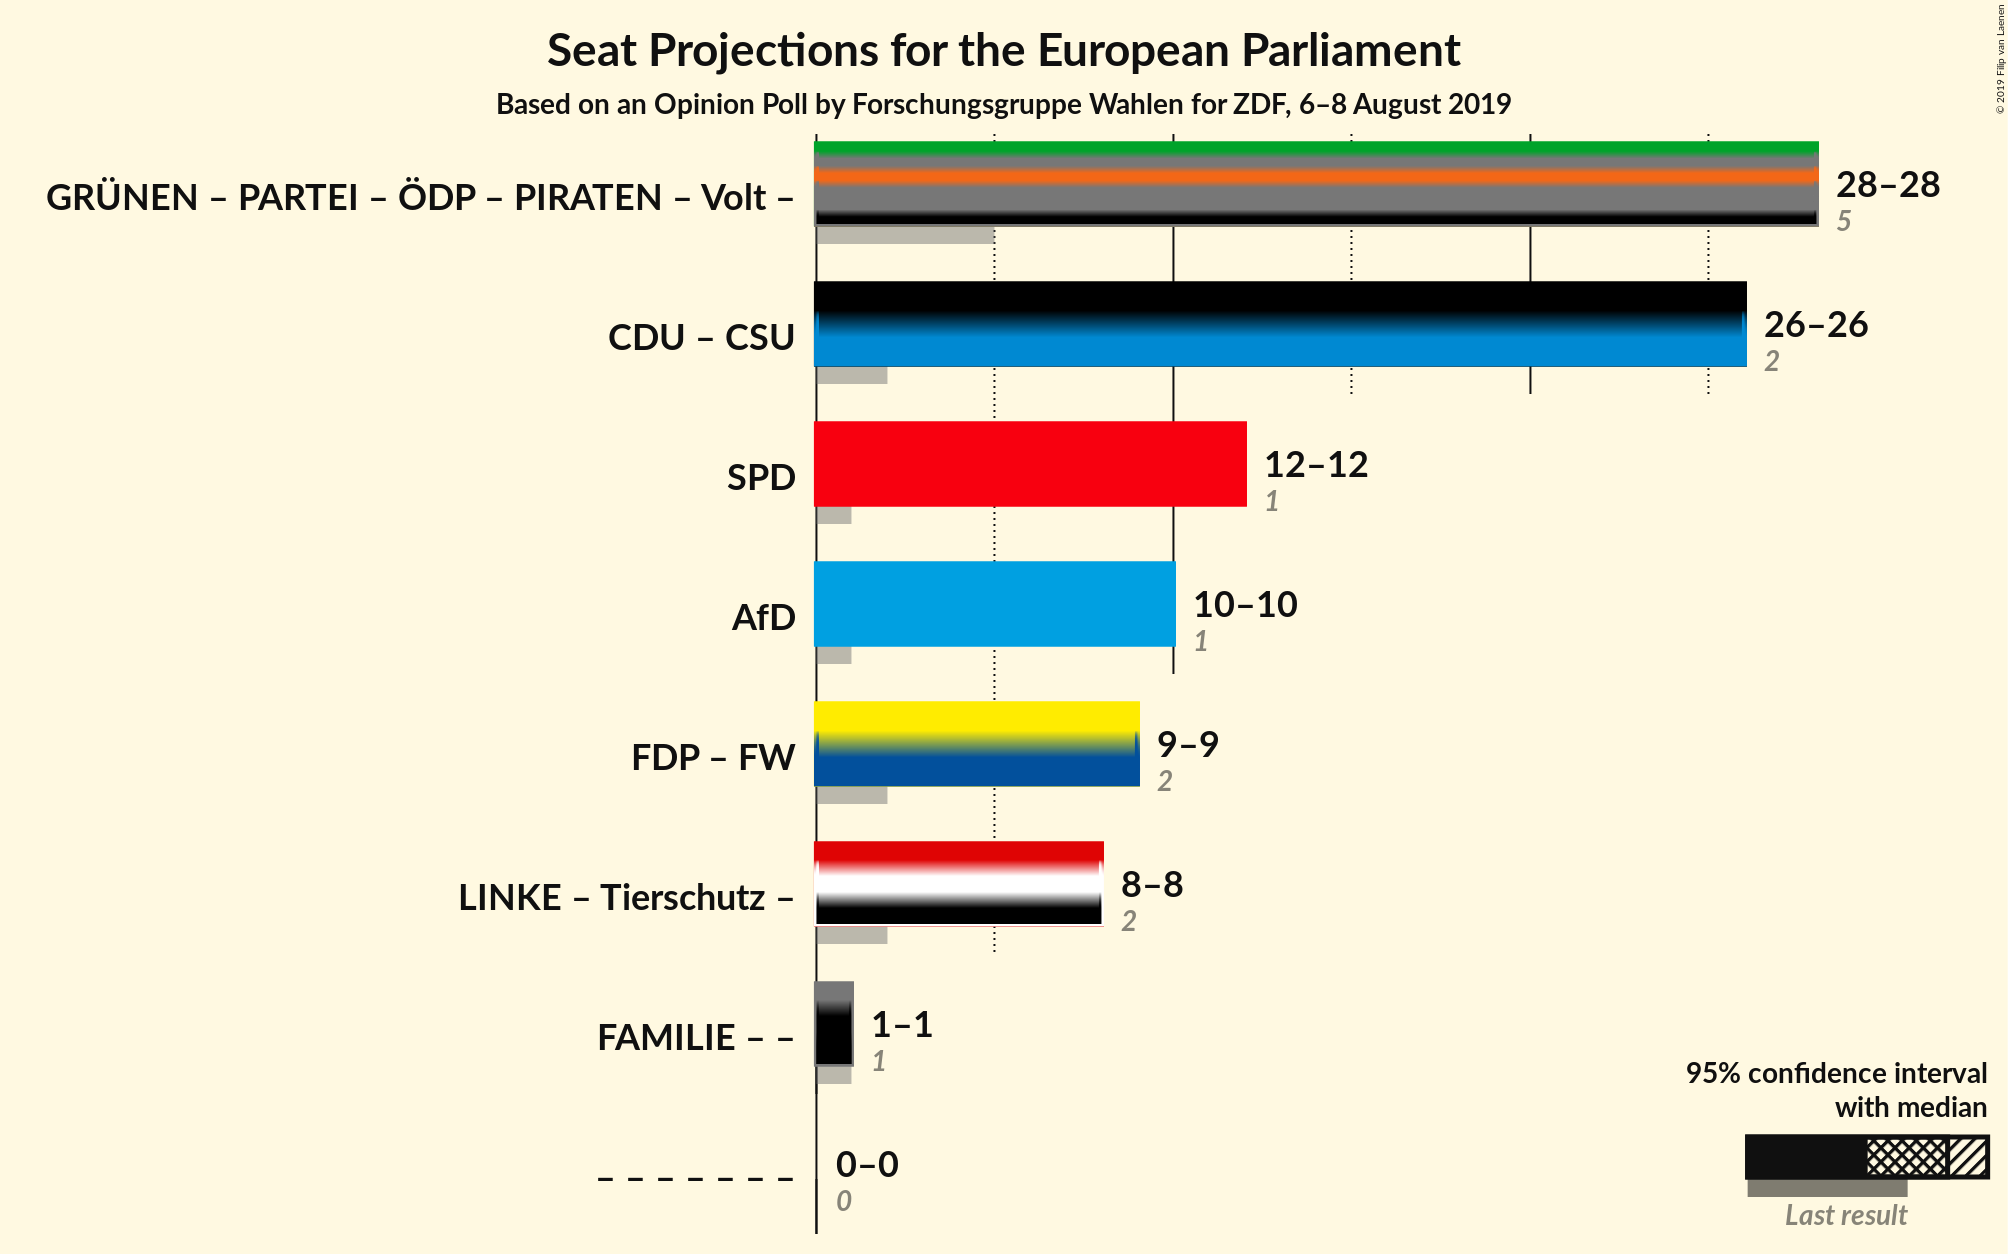 Seat Projections for the European Parliament
Based on an Opinion Poll by Forschungsgruppe Wahlen for ZDF, 6–8 August 2019
© 2019 Filip van Laenen
GRÜNEN – PARTEI – ÖDP – PIRATEN – Volt –
28–28
5
CDU – CSU
26–26
2
SPD
12–12
1
AfD
10–10
1
FDP – FW
9–9
2
LINKE – Tierschutz –
8–8
2
FAMILIE – –
1–1
1
– – – – – – –
0–0
0
95% confidence interval
with median
Last result